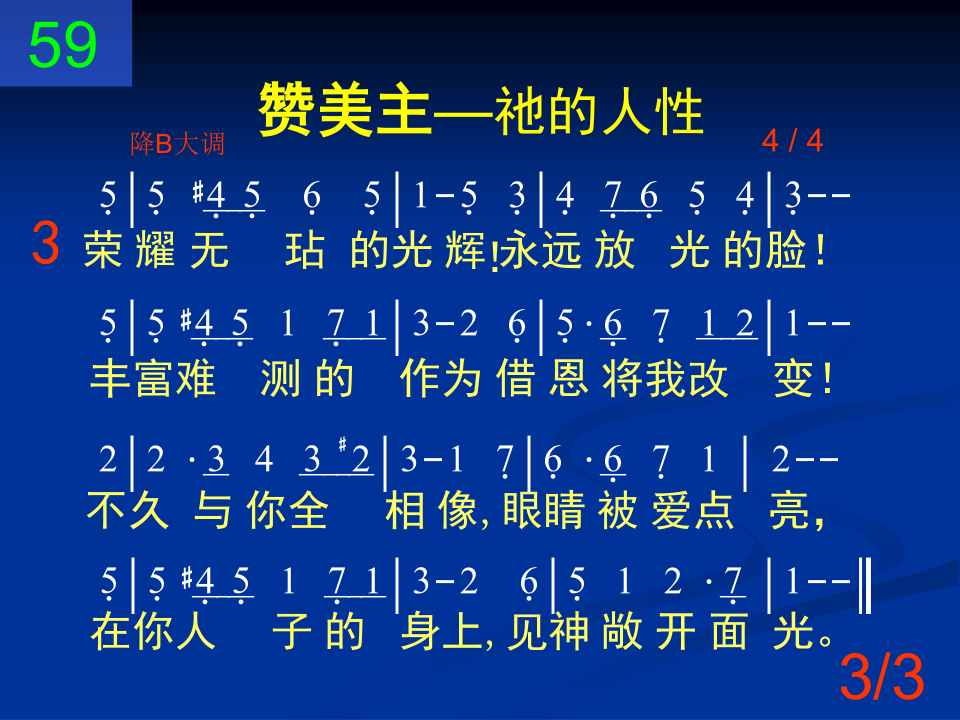 59
赞美主—祂的人性
降B大调 4 / 4
5̣ | 5̣ #4̣ 5̣ 6̣ 5̣ | 1 – 5̣ 3̣ | 4̣ 7̣ 6̣ 5̣ 4̣ | 3̣ – –
3 荣耀无玷的光辉!永远放光的脸!
5̣ | 5̣ #4̣ 5̣ 1 7̣ 1 | 3 – 2 6̣ | 5̣ · 6̣ 7̣ 1 2 | 1 – –
丰富难测的作为借恩将我改变!
2 | 2 · 3 4 3 #2 | 3 – 1 7̣ | 6̣ · 6̣ 7̣ 1 | 2 – –
不久与你全相像,眼睛被爱点亮,
5̣ | 5̣ #4̣ 5̣ 1 7̣ 1 | 3 – 2 6̣ | 5̣ 1 2 · 7̣ | 1 – – ‖
在你人子的身上,见神敞开面光。
3/3